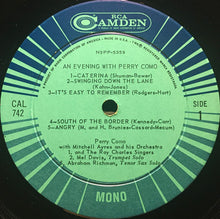 RCA
CAMDEN
N2PP-5359
AN EVENING WITH PERRY COMO
1—CATERINA (Shuman-Bower)
2—SWINGING DOWN THE LANE
(Kahn-Jones)
3—IT'S EASY TO REMEMBER (Rodgers-Hart)
CAL
742
SIDE
1
4—SOUTH OF THE BORDER (Kennedy-Carr)
5—ANGRY (M. and H. Brunies-Cassard-Mecum)
Perry Como
with Mitchell Ayres and his Orchestra
1, and The Ray Charles Singers
2, Mel Davis, Trumpet Solo
5, Abraham Richman, Tenor Sax Solo
MONO